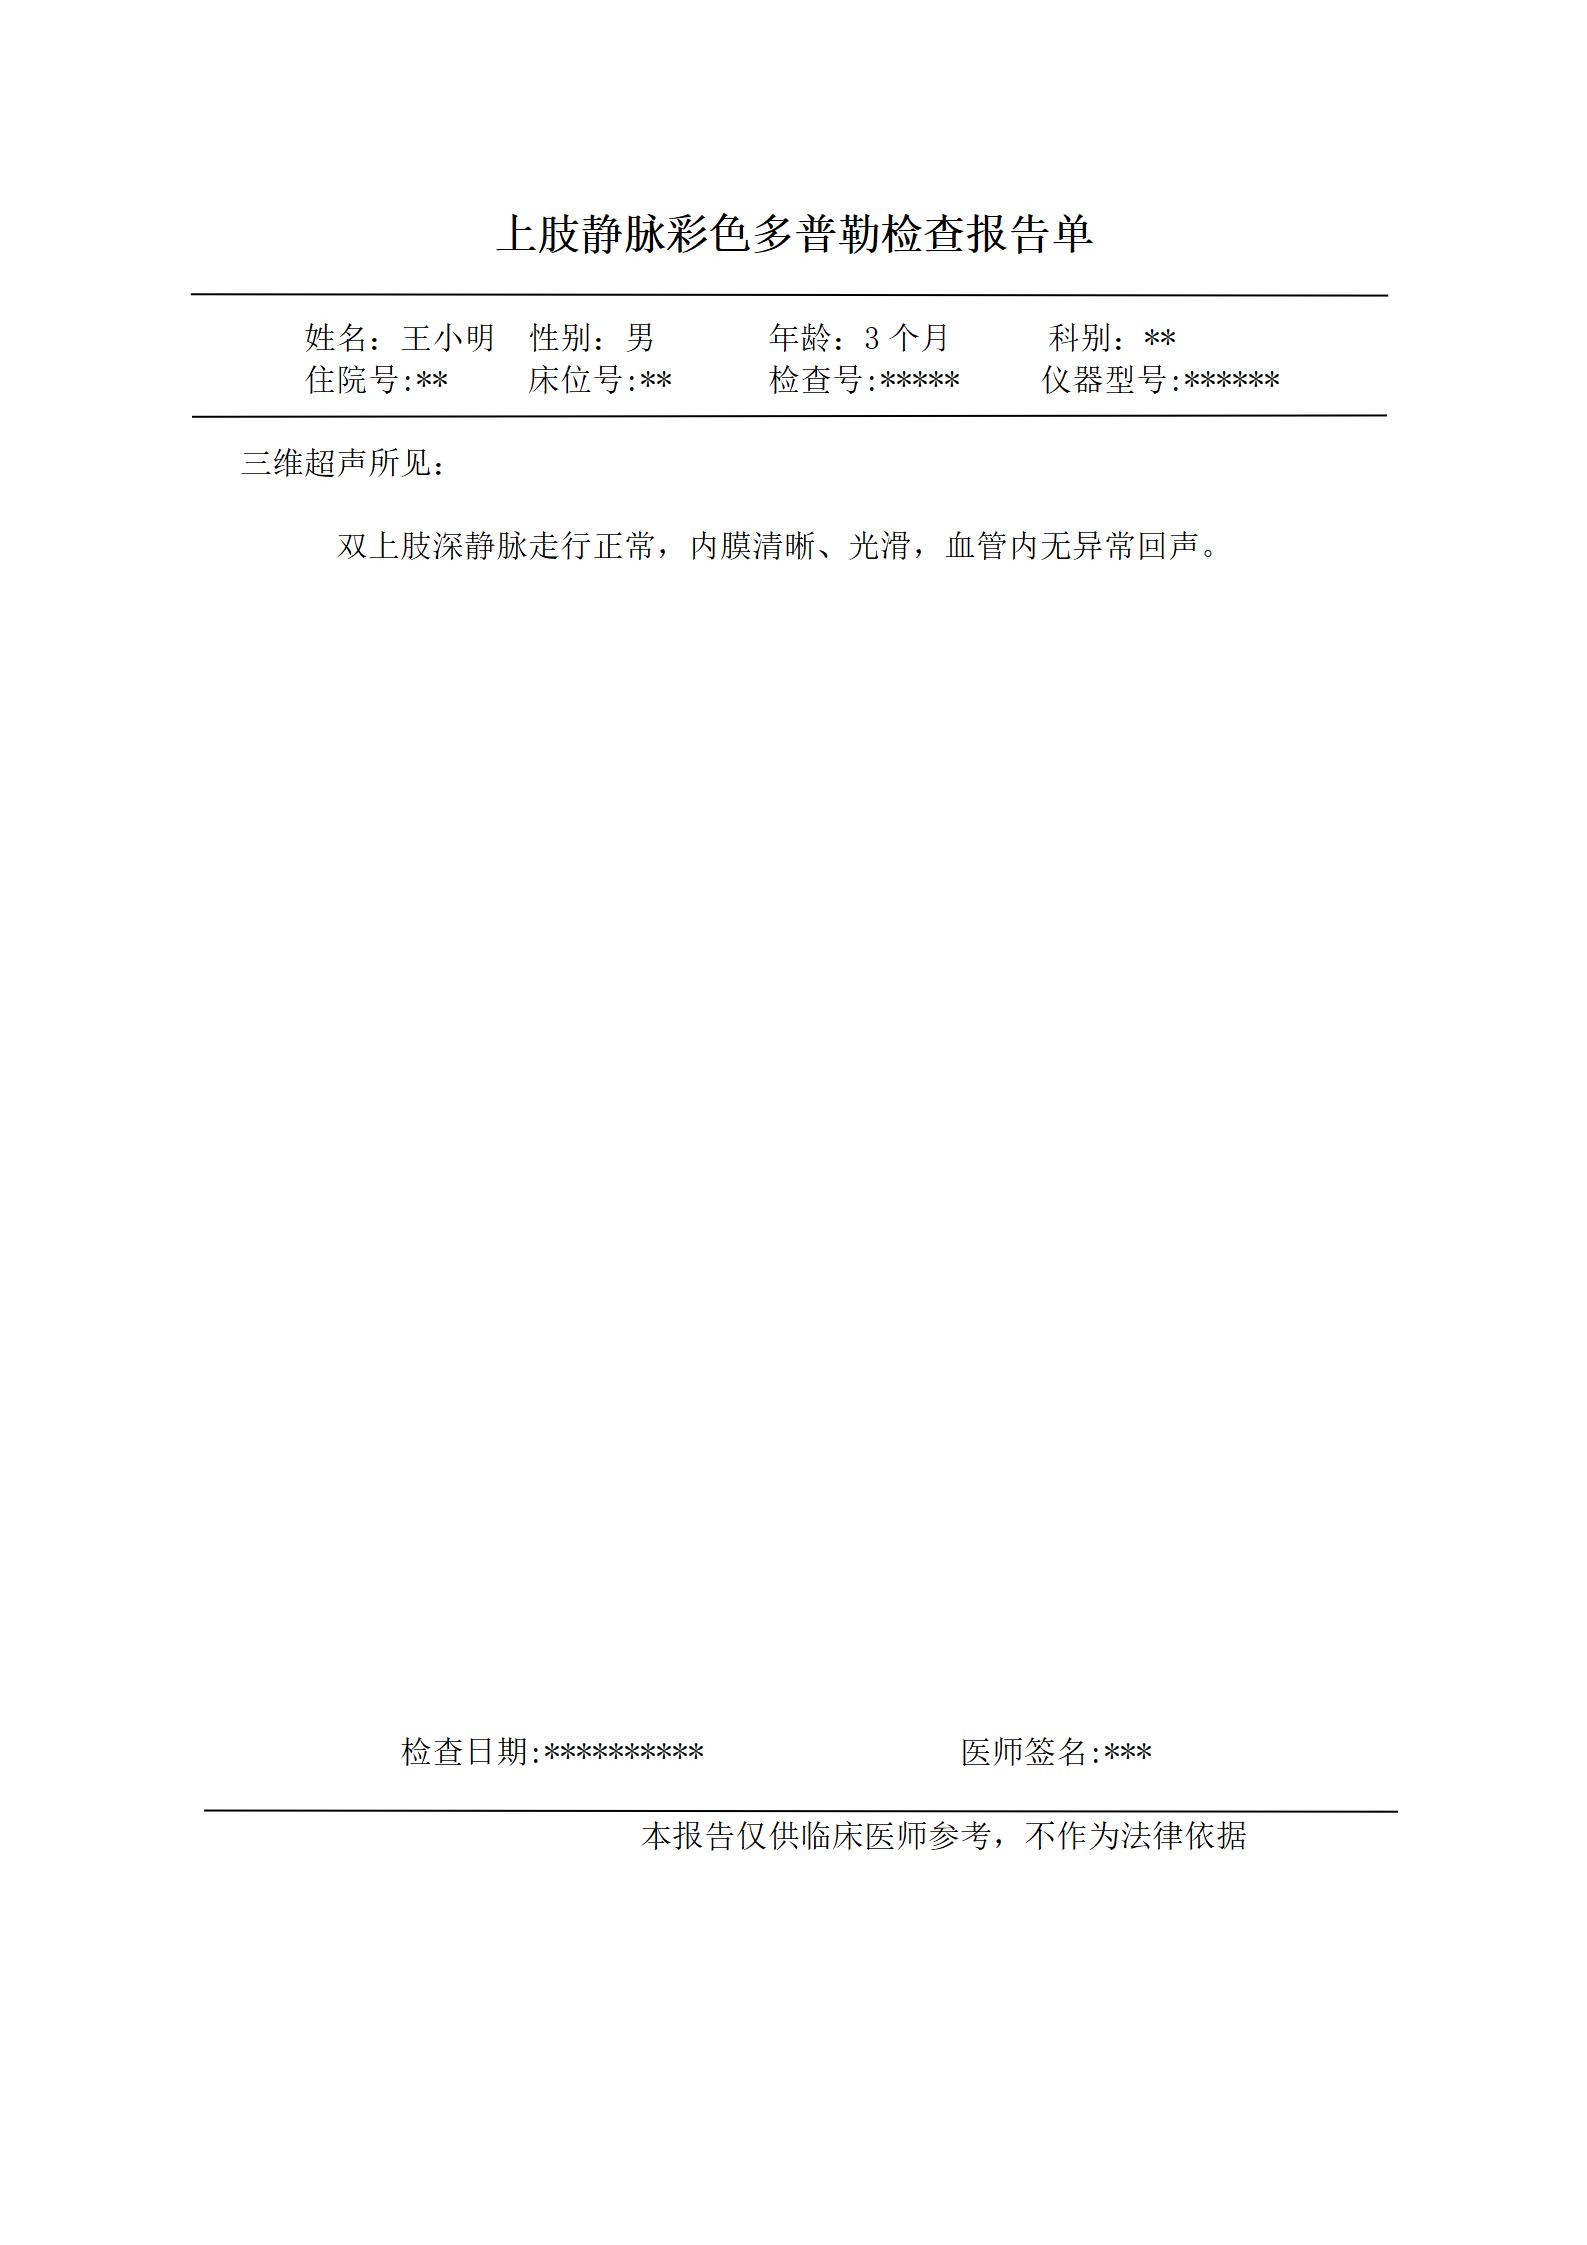 上肢静脉彩色多普勒检查报告单
姓名：王小明 性别：男 年龄：3 个月 科别：**
住院号:** 床位号:** 检查号:***** 仪器型号:******
三维超声所见：
双上肢深静脉走行正常，内膜清晰、光滑，血管内无异常回声。
检查日期:********** 医师签名:***
本报告仅供临床医师参考，不作为法律依据